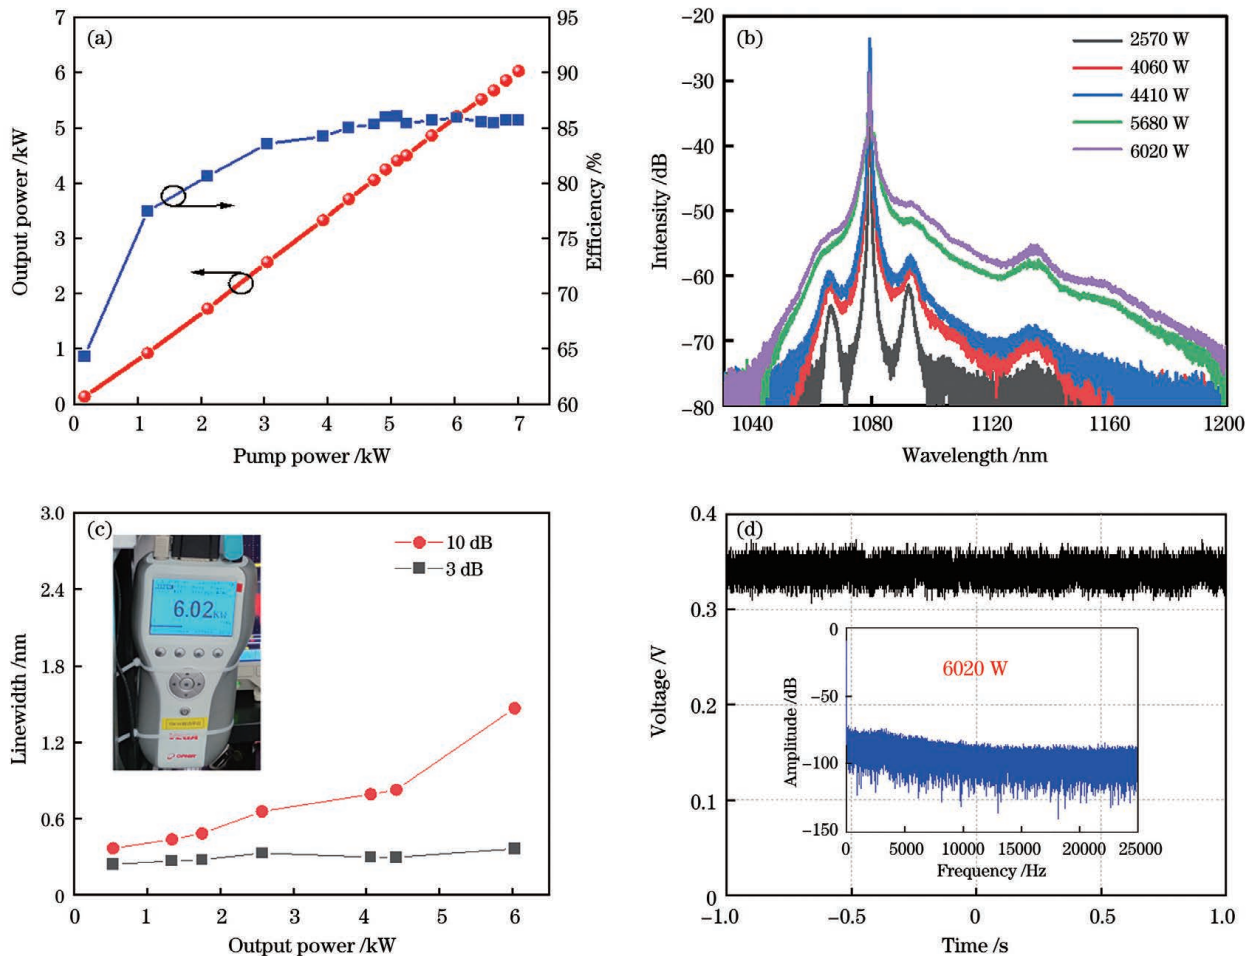 (a)
7
6
5
4
3
2
1
0
Output power /kW
95
90
85
80
75
70
65
60
Efficiency /%
0 1 2 3 4 5 6 7
Pump power /kW
(b)
2570 W
4060 W
4410 W
5680 W
6020 W
−20
−30
−40
−50
−60
−70
−80
Intensity /dB
1040 1080 1120 1160 1200
Wavelength /nm
(c)
10 dB
3 dB
3.0
2.4
1.8
1.2
0.6
0
Linewidth /nm
6.02
VEGA
OPHIR
0 1 2 3 4 5 6
Output power /kW
(d)
0.4
0.3
0.2
0.1
0
Voltage /V
6020 W
0
−50
−100
−150
Amplitude /dB
0 5000 10000 15000 20000 25000
Frequency /Hz
−1.0 −0.5 0 0.5 1.0
Time /s